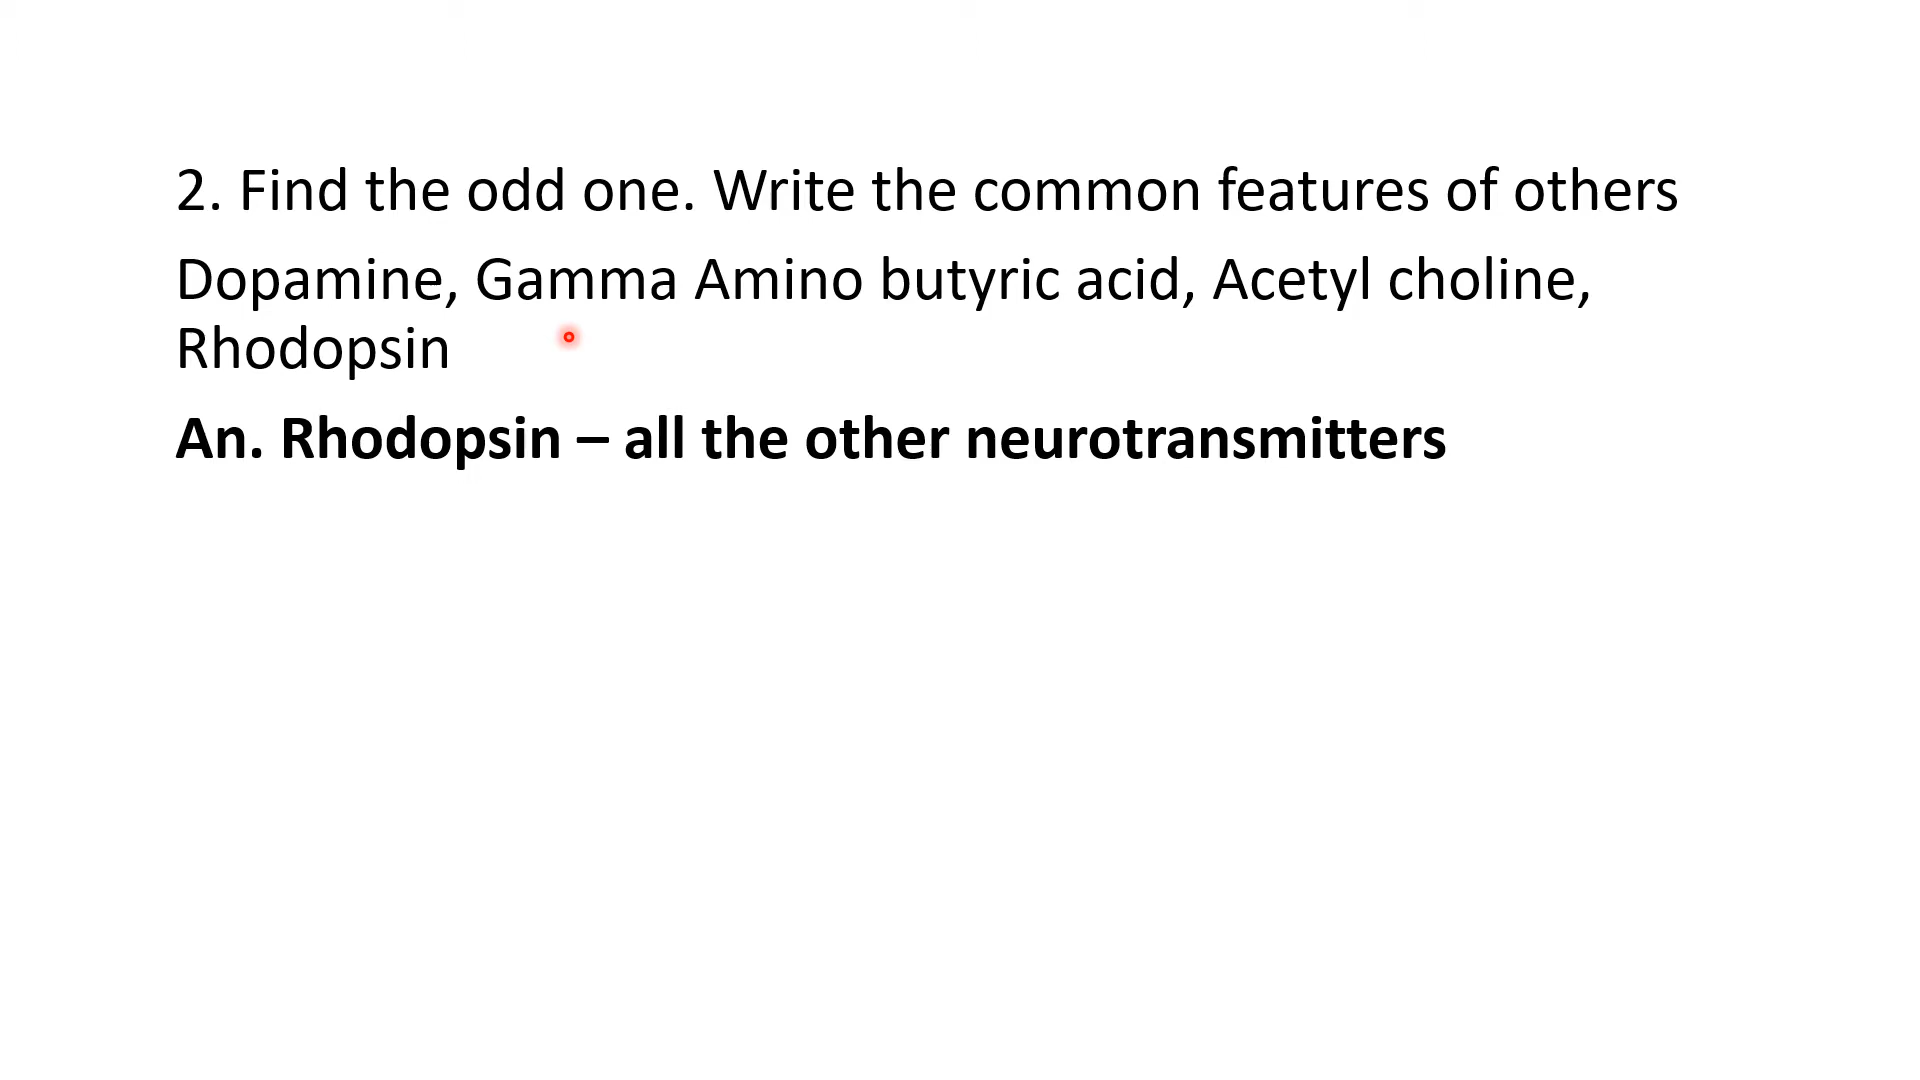 2. Find the odd one. Write the common features of others
Dopamine, Gamma Amino butyric acid, Acetyl choline,
Rhodopsin
An. Rhodopsin – all the other neurotransmitters